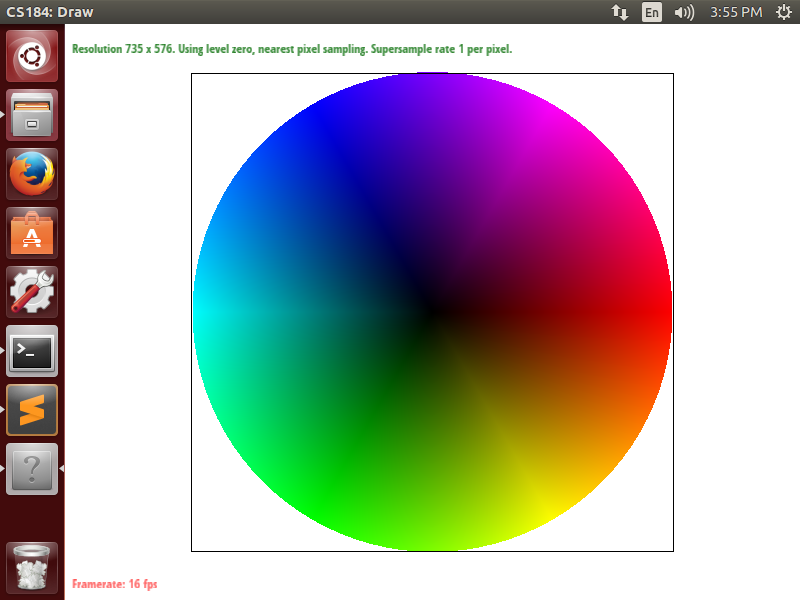 CS184: Draw
En
3:55 PM
Resolution 735 x 576. Using level zero, nearest pixel sampling. Supersample rate 1 per pixel.
Framerate: 16 fps